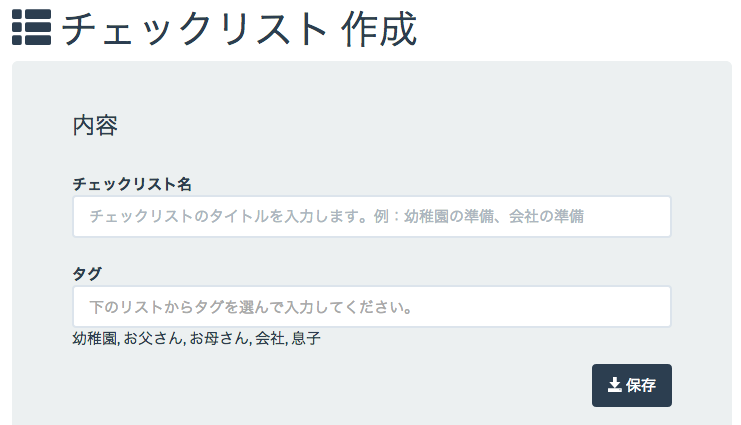 チェックリスト 作成
内容
チェックリスト名
チェックリストのタイトルを入力します。例：幼稚園の準備、会社の準備
タグ
下のリストからタグを選んで入力してください。
幼稚園, お父さん, お母さん, 会社, 息子
保存